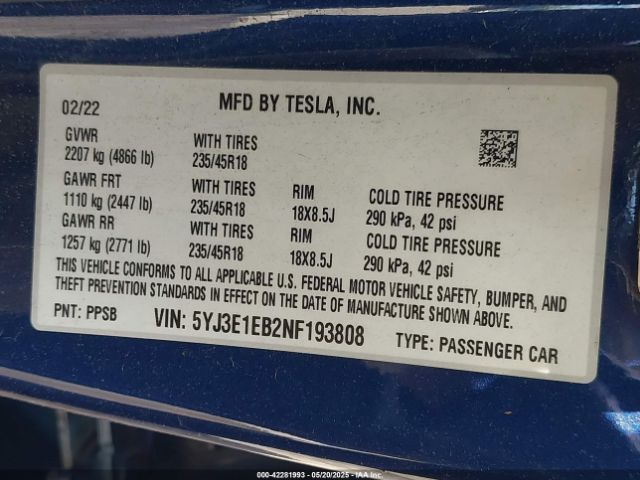 02/22 MFD BY TESLA, INC.
GVWR
2207 kg (4866 lb) WITH TIRES 235/45R18
GAWR FRT WITH TIRES RIM COLD TIRE PRESSURE
1110 kg (2447 lb) 235/45R18 18X8.5J 290 kPa, 42 psi
GAWR RR WITH TIRES RIM COLD TIRE PRESSURE
1257 kg (2771 lb) 235/45R18 18X8.5J 290 kPa, 42 psi
THIS VEHICLE CONFORMS TO ALL APPLICABLE U.S. FEDERAL MOTOR VEHICLE SAFETY, BUMPER, AND
THEFT PREVENTION STANDARDS IN EFFECT ON THE DATE OF MANUFACTURE SHOWN ABOVE.
PNT: PPSB VIN: 5YJ3E1EB2NF193808 TYPE: PASSENGER CAR
000-42281993 - 05/20/2025 - IAAI.COM